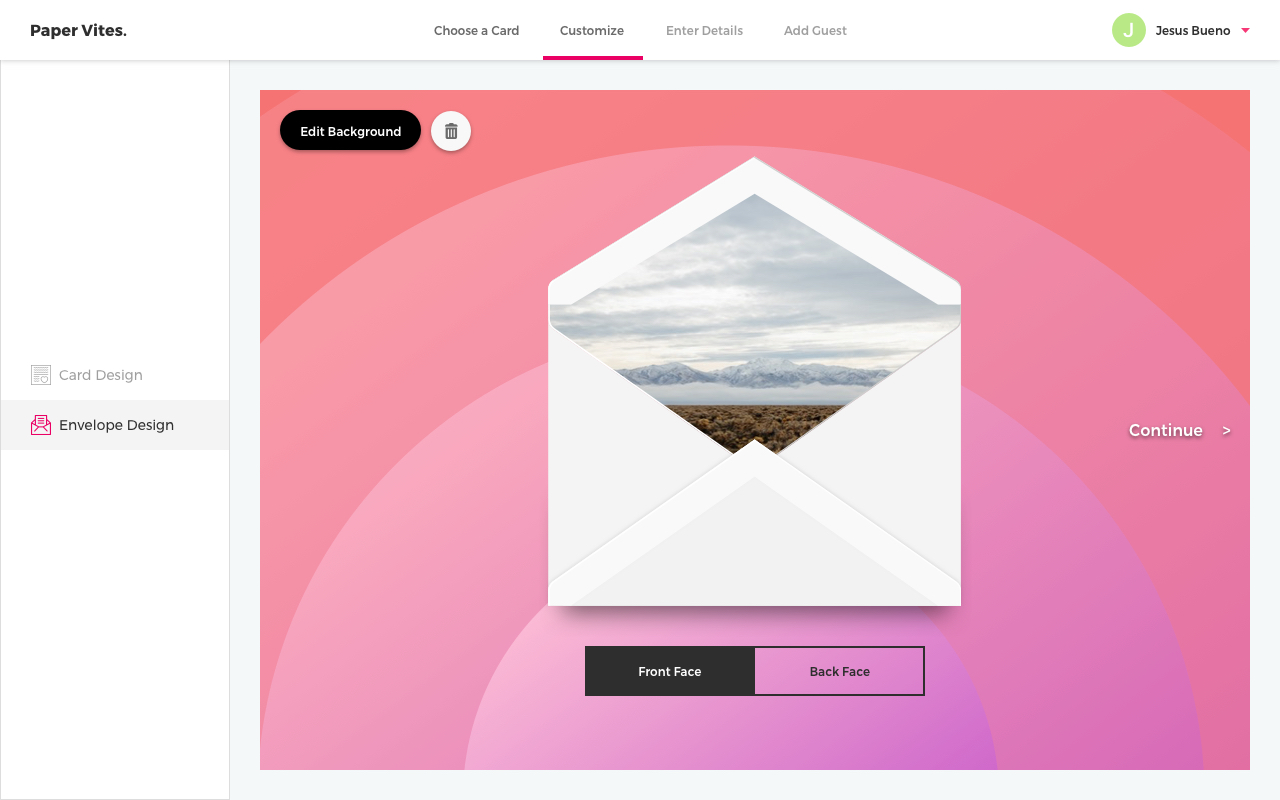 Paper Vites.
Choose a Card
Customize
Enter Details
Add Guest
J
Jesus Bueno
Edit Background
Card Design
Envelope Design
Continue >
Front Face
Back Face